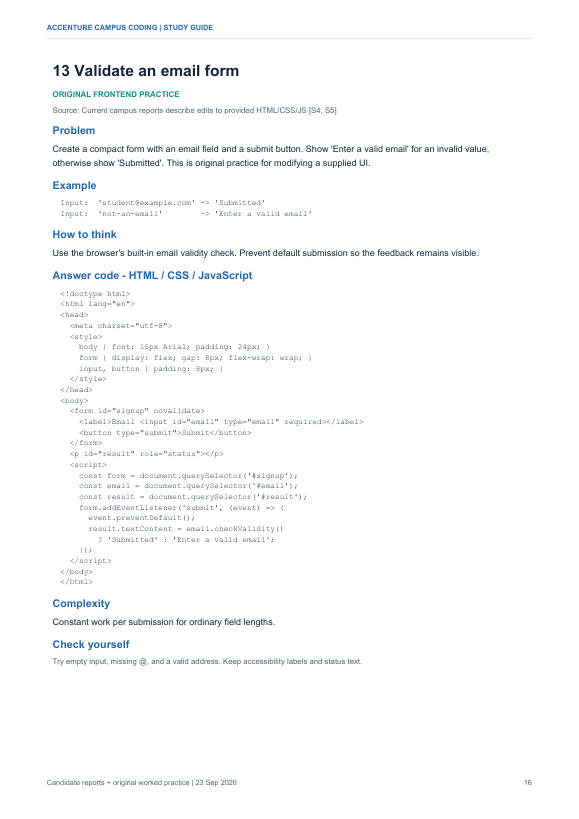 ACCENTURE CAMPUS CODING | STUDY GUIDE
13 Validate an email form
ORIGINAL FRONTEND PRACTICE
Source: Current campus reports describe edits to provided HTML/CSS/JS [S4, S5]
Problem
Create a compact form with an email field and a submit button. Show 'Enter a valid email' for an invalid value,
otherwise show 'Submitted'. This is original practice for modifying a supplied UI.
Example
Input:  'student@example.com' -> 'Submitted'
Input:  'not-an-email'        -> 'Enter a valid email'
How to think
Use the browser's built-in email validity check. Prevent default submission so the feedback remains visible.
Answer code - HTML / CSS / JavaScript
<!doctype html>
<html lang="en">
<head>
  <meta charset="utf-8">
  <style>
    body { font: 16px Arial; padding: 24px; }
    form { display: flex; gap: 8px; flex-wrap: wrap; }
    input, button { padding: 8px; }
  </style>
</head>
<body>
  <form id="signup" novalidate>
    <label>Email <input id="email" type="email" required></label>
    <button type="submit">Submit</button>
  </form>
  <p id="result" role="status"></p>
  <script>
    const form = document.querySelector('#signup');
    const email = document.querySelector('#email');
    const result = document.querySelector('#result');
    form.addEventListener('submit', (event) => {
      event.preventDefault();
      result.textContent = email.checkValidity()
        ? 'Submitted' : 'Enter a valid email';
    });
  </script>
</body>
</html>
Complexity
Constant work per submission for ordinary field lengths.
Check yourself
Try empty input, missing @, and a valid address. Keep accessibility labels and status text.
Candidate reports + original worked practice | 23 Sep 2026
16